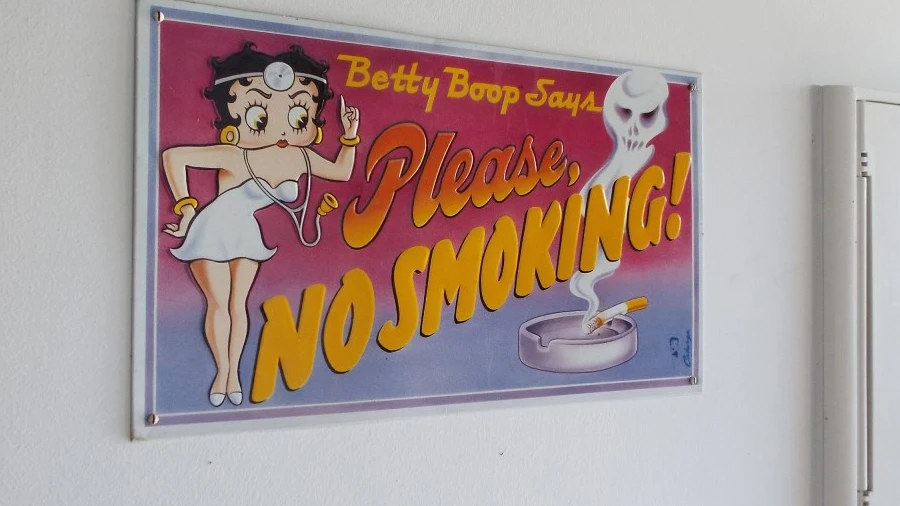 Betty Boop Says
Please,
NO SMOKING!